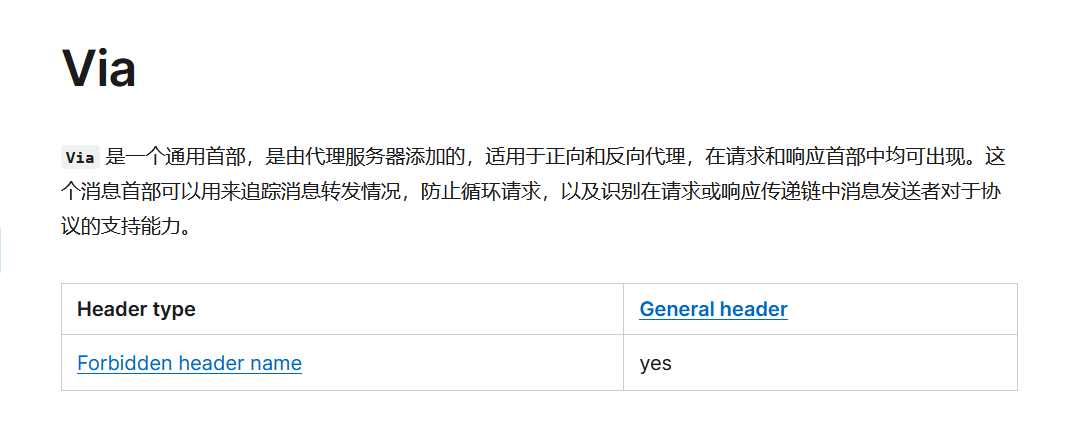 Via
Via 是一个通用首部，是由代理服务器添加的，适用于正向和反向代理，在请求和响应首部中均可出现。这
个消息首部可以用来追踪消息转发情况，防止循环请求，以及识别在请求或响应传递链中消息发送者对于协
议的支持能力。
Header type General header
Forbidden header name yes